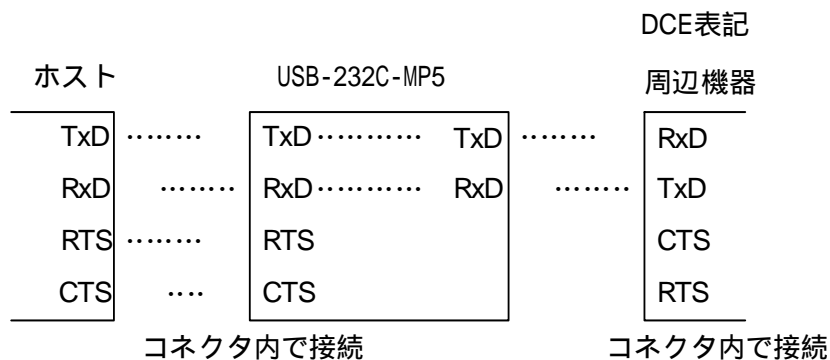 DCE表記
ホスト USB-232C-MP5 周辺機器
TxD ‥‥‥‥ TxD‥‥‥‥‥‥ TxD ‥‥‥‥ RxD
RxD ‥‥‥‥ RxD‥‥‥‥‥‥ RxD ‥‥‥‥ TxD
RTS ‥‥‥‥ RTS CTS
CTS ‥‥ CTS RTS
コネクタ内で接続 コネクタ内で接続